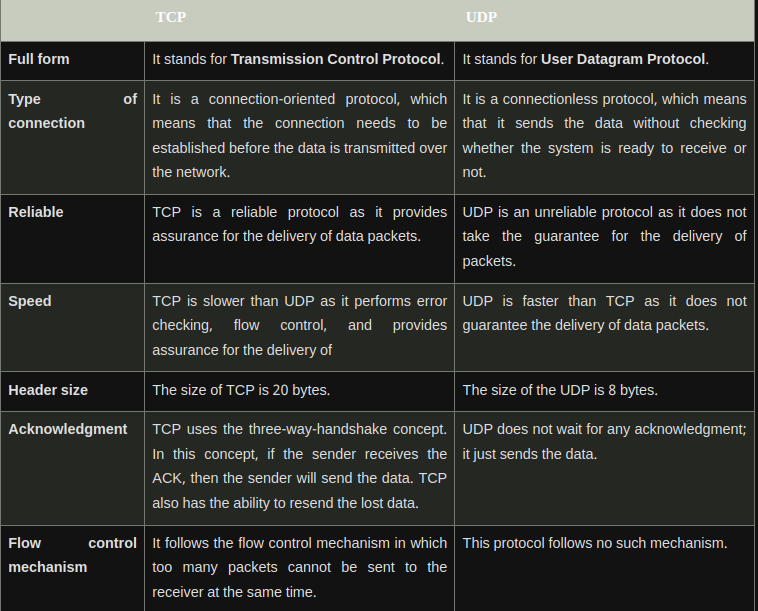 TCP UDP
Full form It stands for Transmission Control Protocol. It stands for User Datagram Protocol.
Type of It is a connection-oriented protocol, which It is a connectionless protocol, which means
connection means that the connection needs to be that it sends the data without checking
established before the data is transmitted over whether the system is ready to receive or
the network. not.
Reliable TCP is a reliable protocol as it provides UDP is an unreliable protocol as it does not
assurance for the delivery of data packets. take the guarantee for the delivery of
packets.
Speed TCP is slower than UDP as it performs error UDP is faster than TCP as it does not
checking, flow control, and provides guarantee the delivery of data packets.
assurance for the delivery of
Header size The size of TCP is 20 bytes. The size of the UDP is 8 bytes.
Acknowledgment TCP uses the three-way-handshake concept. UDP does not wait for any acknowledgment;
In this concept, if the sender receives the it just sends the data.
ACK, then the sender will send the data. TCP
also has the ability to resend the lost data.
Flow control It follows the flow control mechanism in which This protocol follows no such mechanism.
mechanism too many packets cannot be sent to the
receiver at the same time.